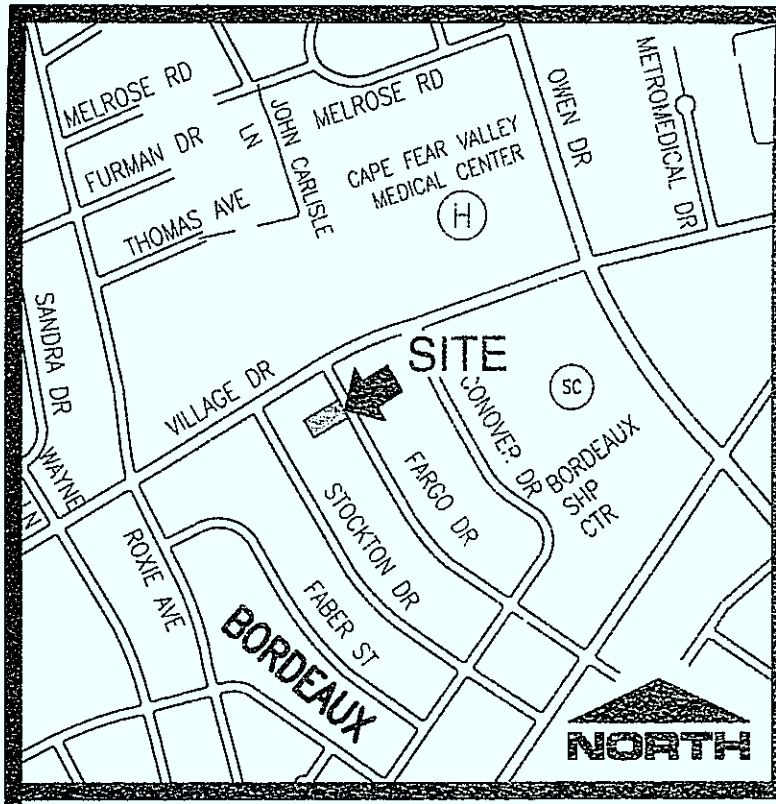 MELROSE RD
MELROSE RD
FURMAN DR
LN
JOHN CARLISLE
THOMAS AVE
CAPE FEAR VALLEY
MEDICAL CENTER
H
OWEN DR
METROMEDICAL DR
SANDRA DR
VILLAGE DR
SITE
SC
CONOVER DR
BORDEAUX
SHP
CTR
WAYNE
LN
ROXIE AVE
STOCKTON DR
FARGO DR
FABER ST
BORDEAUX
NORTH